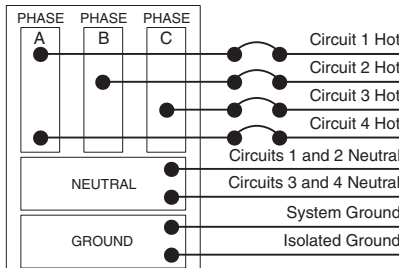 PHASE PHASE PHASE
A B C
Circuit 1 Hot
Circuit 2 Hot
Circuit 3 Hot
Circuit 4 Hot
Circuits 1 and 2 Neutral
NEUTRAL
Circuits 3 and 4 Neutral
System Ground
GROUND
Isolated Ground